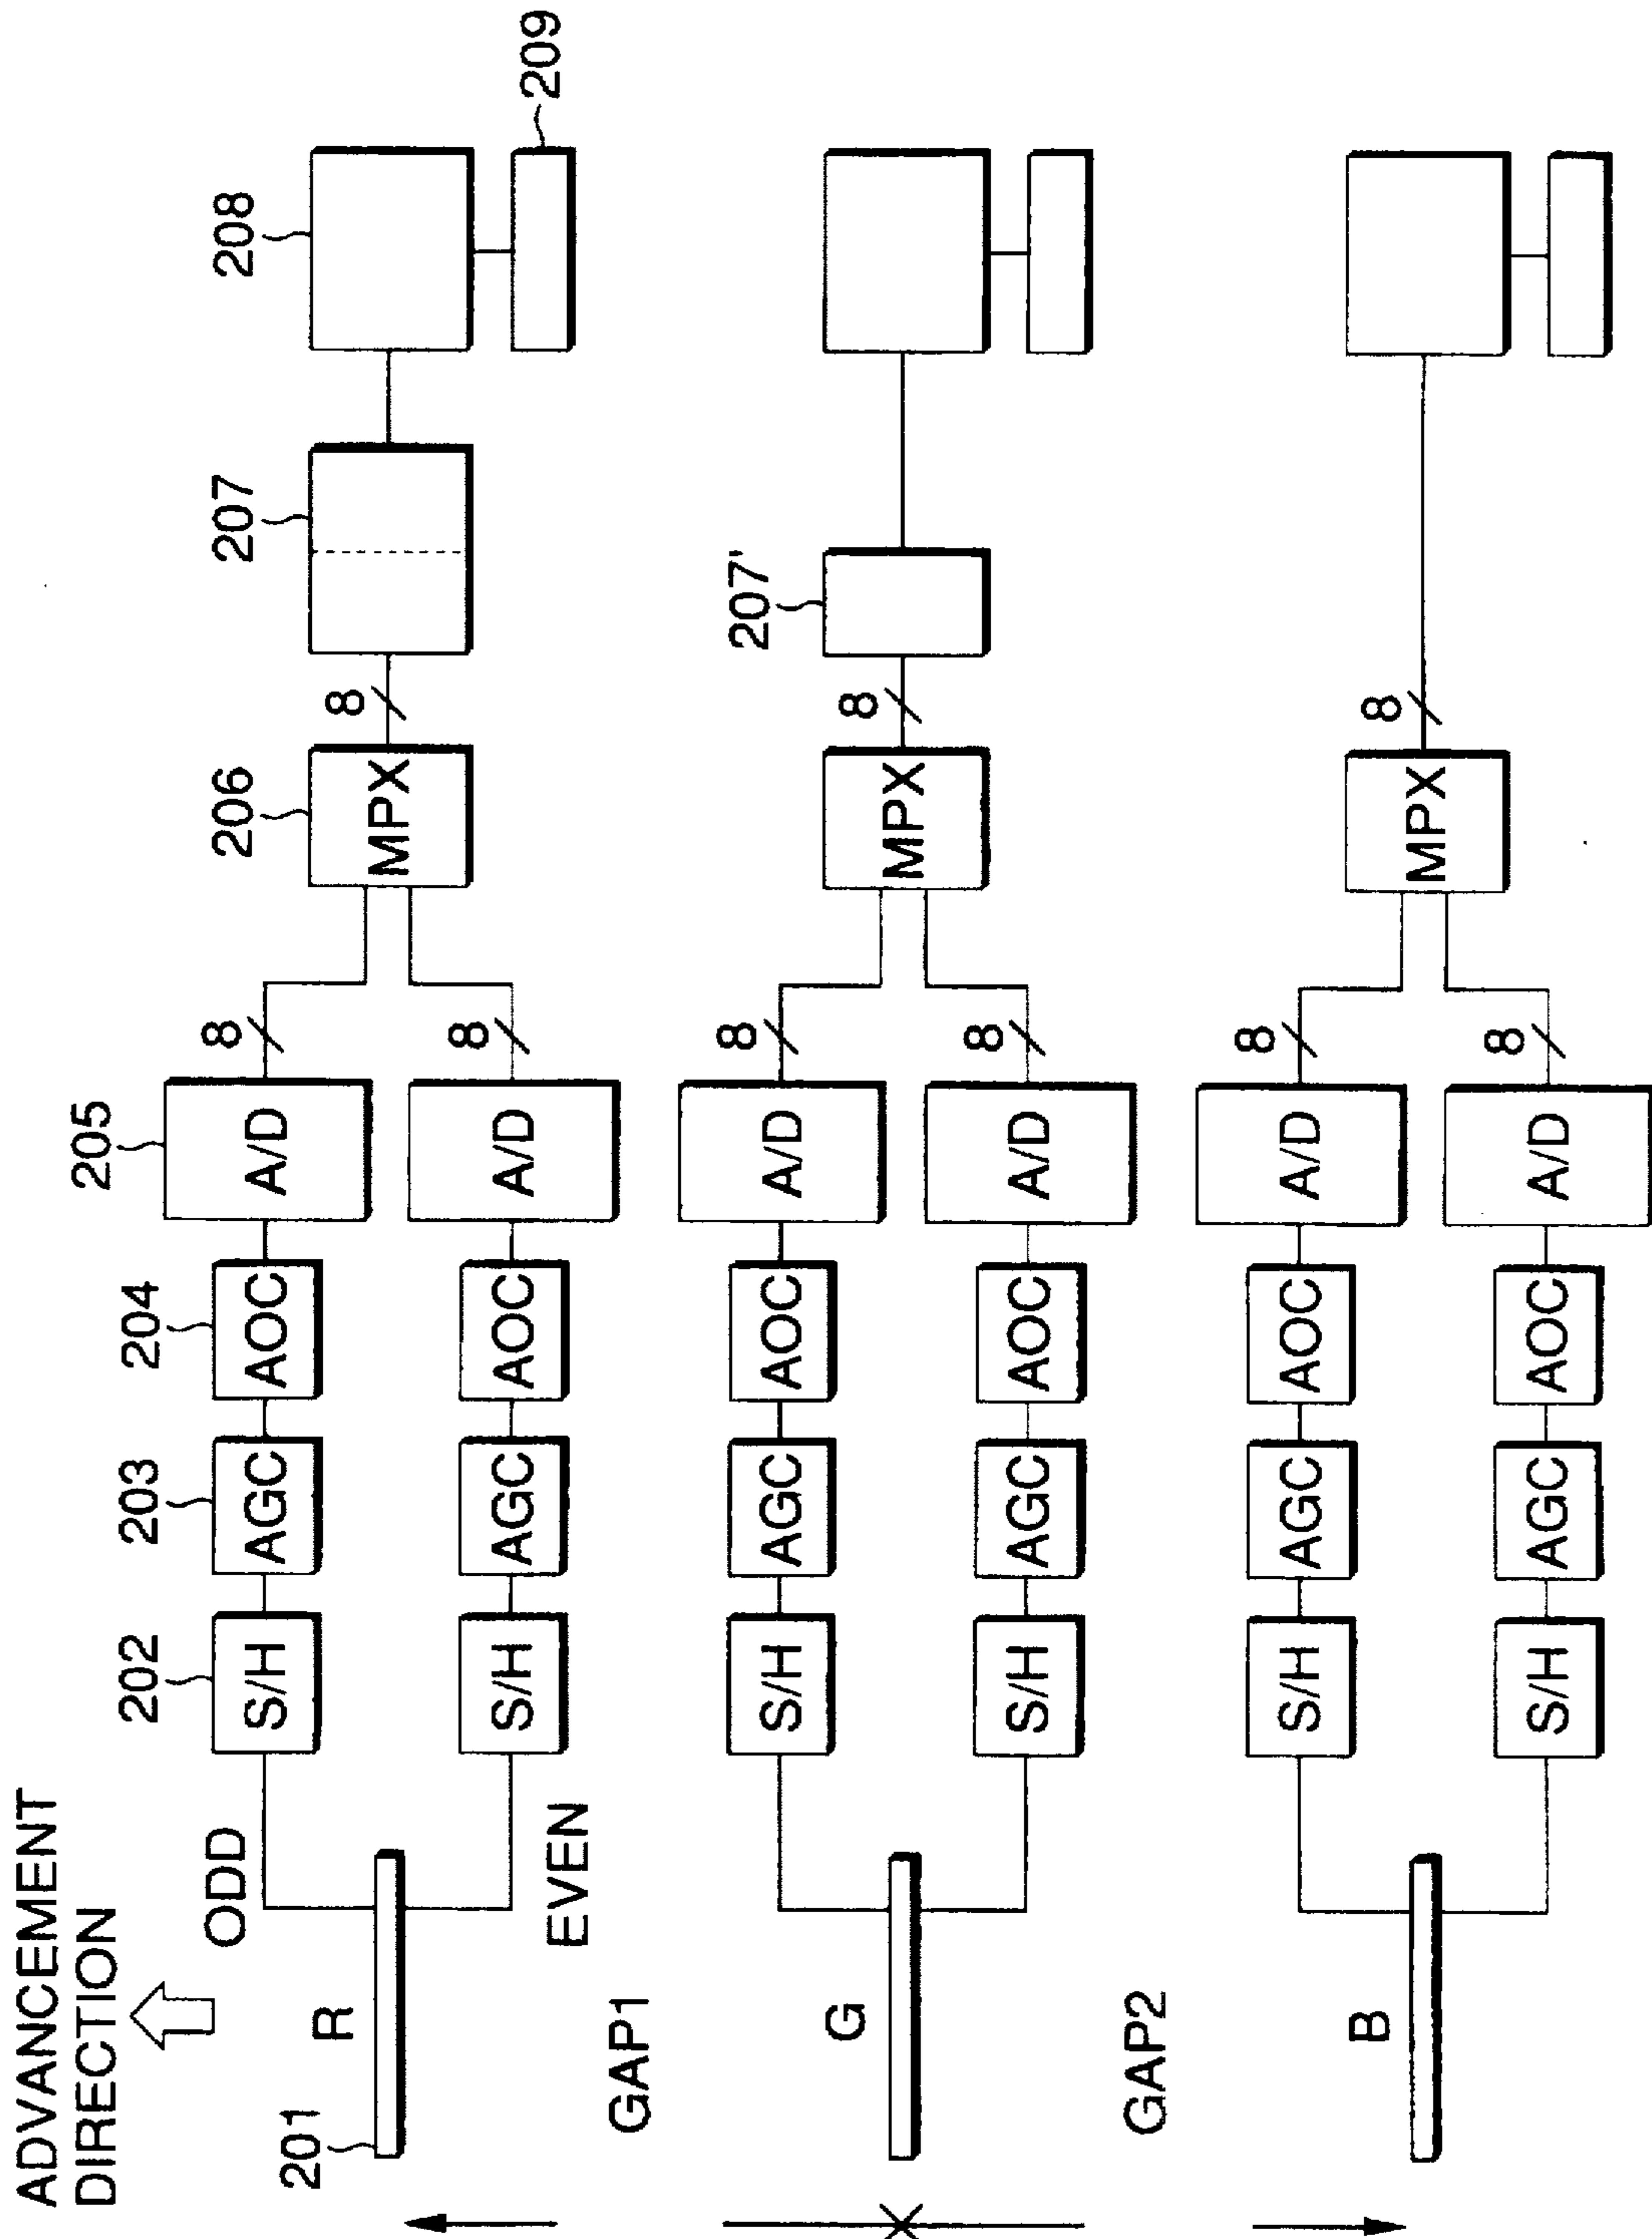 ADVANCEMENT
DIRECTION
ODD
R
201
EVEN
202
S/H
203
AGC
204
AOC
205
A/D
8
S/H
AGC
AOC
A/D
8
206
MPX
8
207
208
209
GAP1
G
S/H
AGC
AOC
A/D
8
S/H
AGC
AOC
A/D
8
MPX
8
207'
GAP2
B
S/H
AGC
AOC
A/D
8
S/H
AGC
AOC
A/D
8
MPX
8